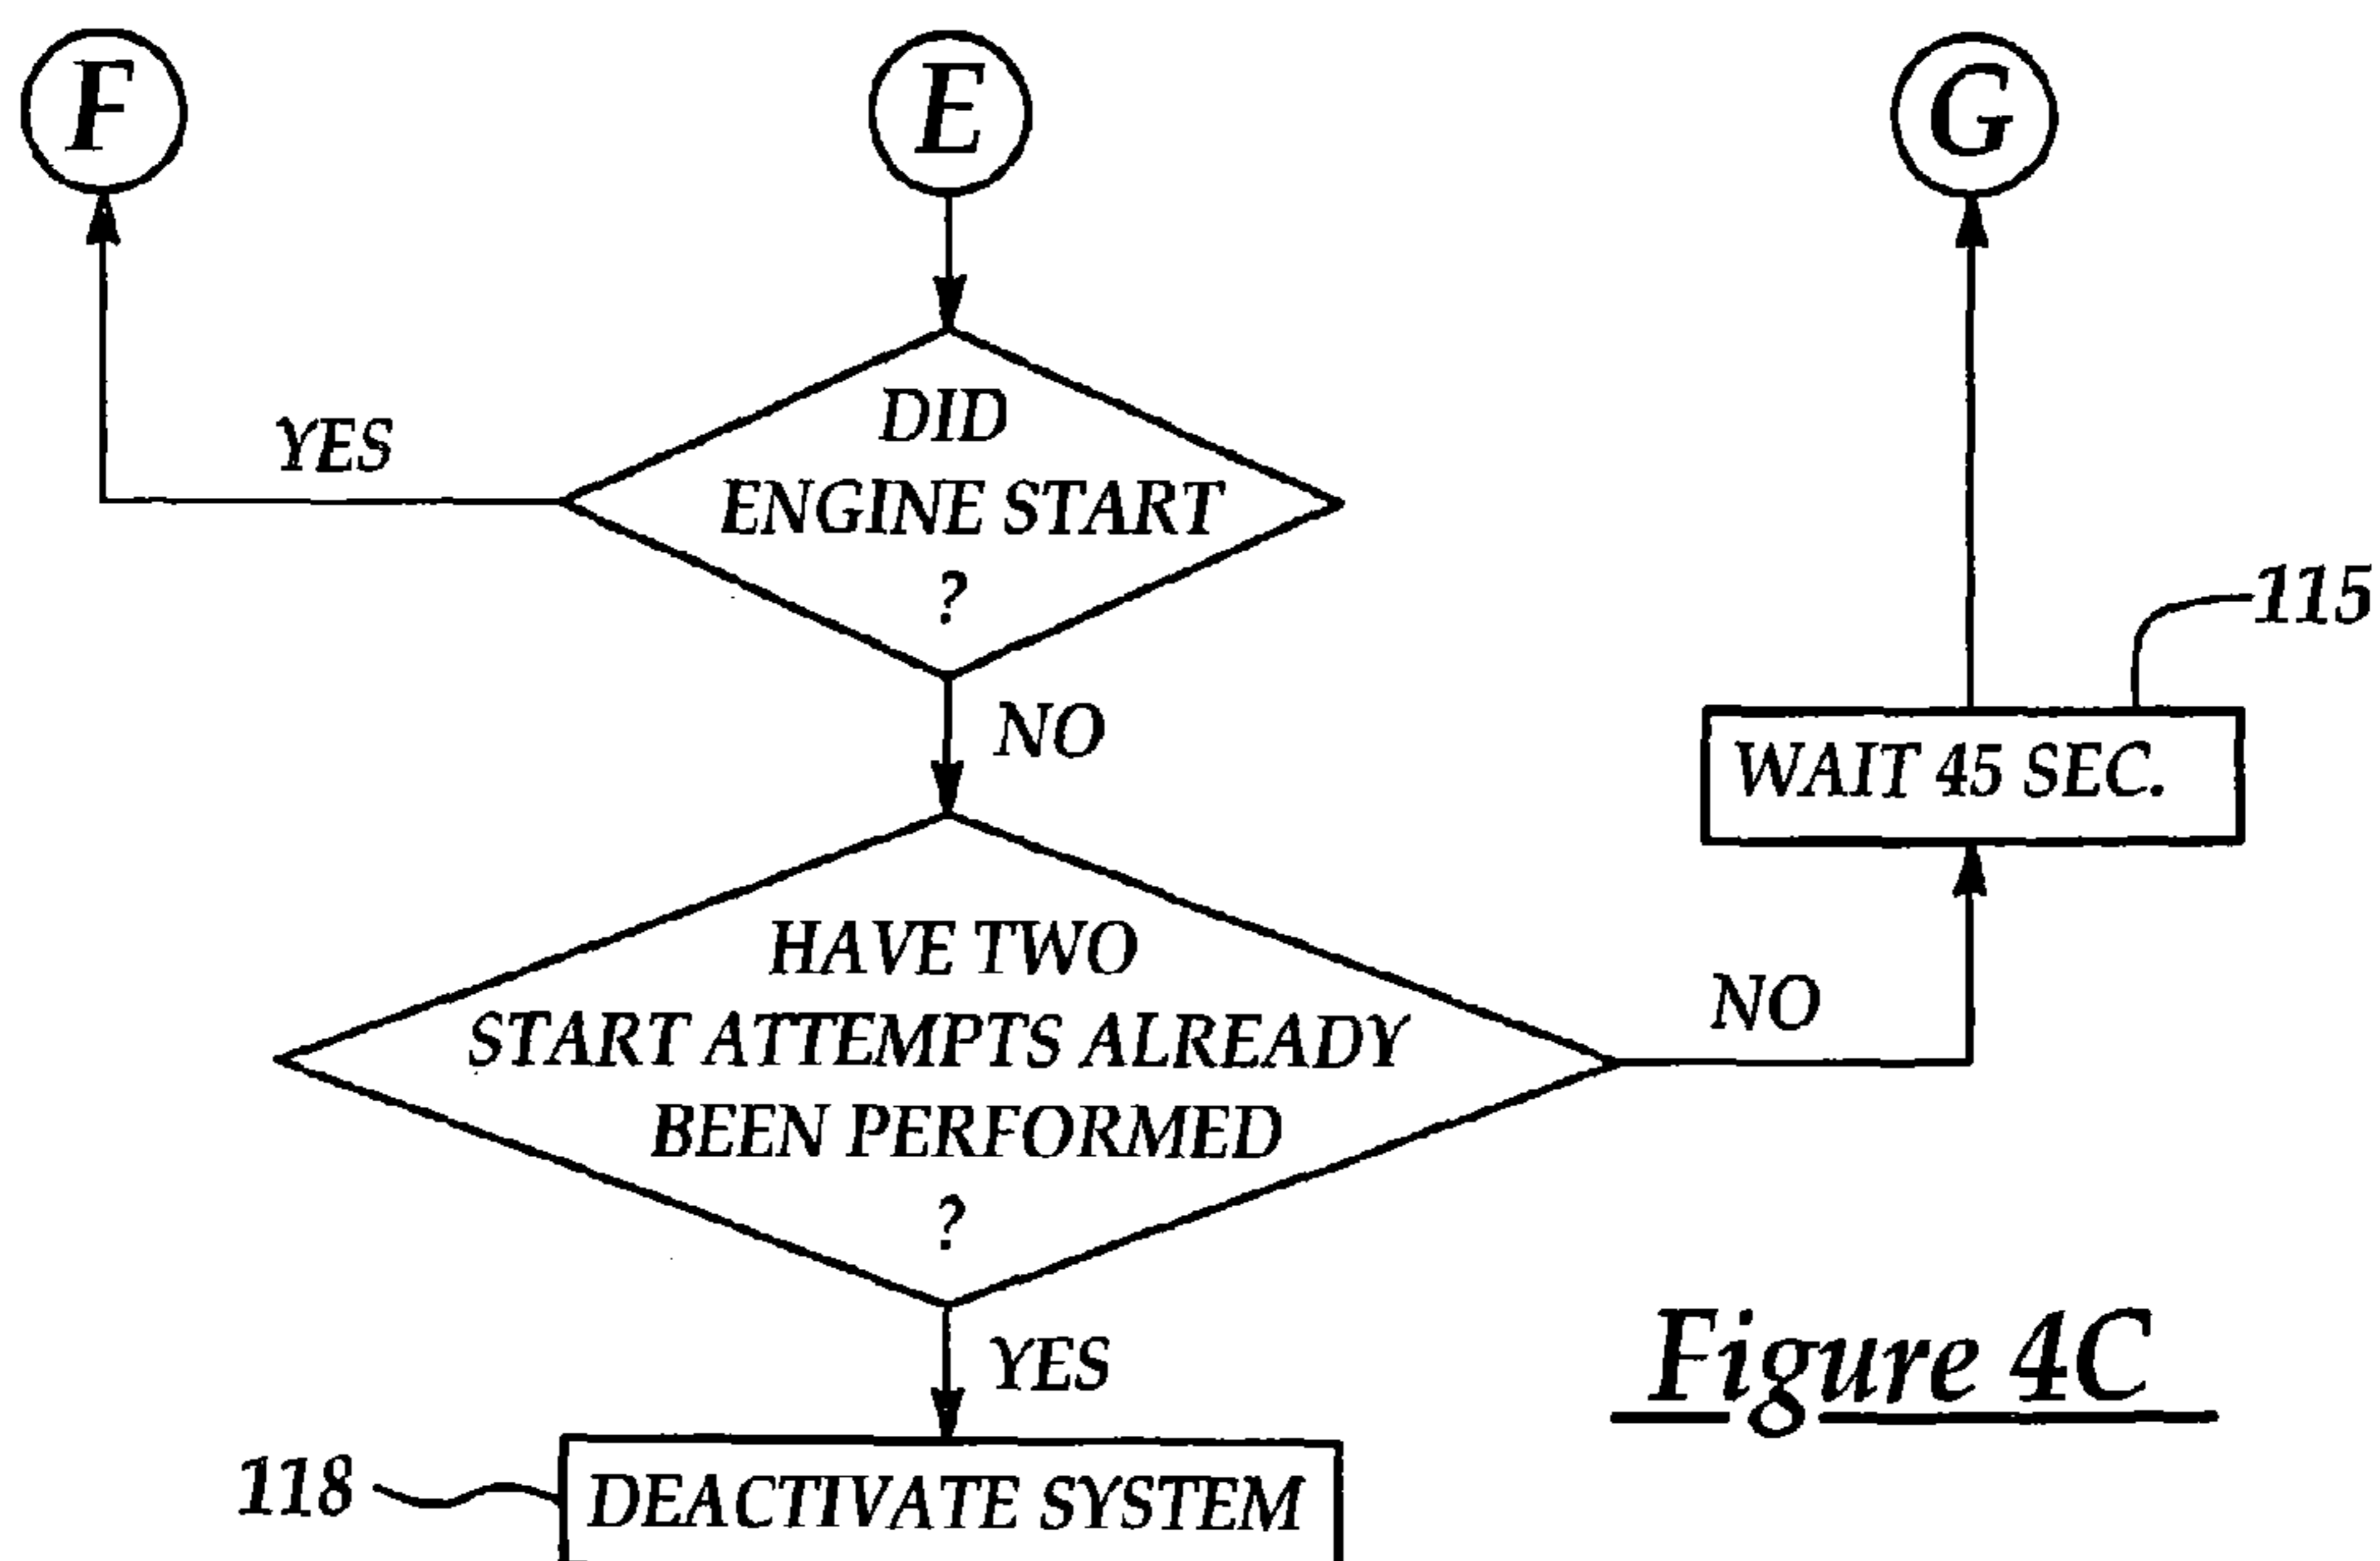 F
E
G
DID
ENGINE START
?
YES
NO
115
WAIT 45 SEC.
HAVE TWO
START ATTEMPTS ALREADY
BEEN PERFORMED
?
NO
YES
118
DEACTIVATE SYSTEM
Figure 4C